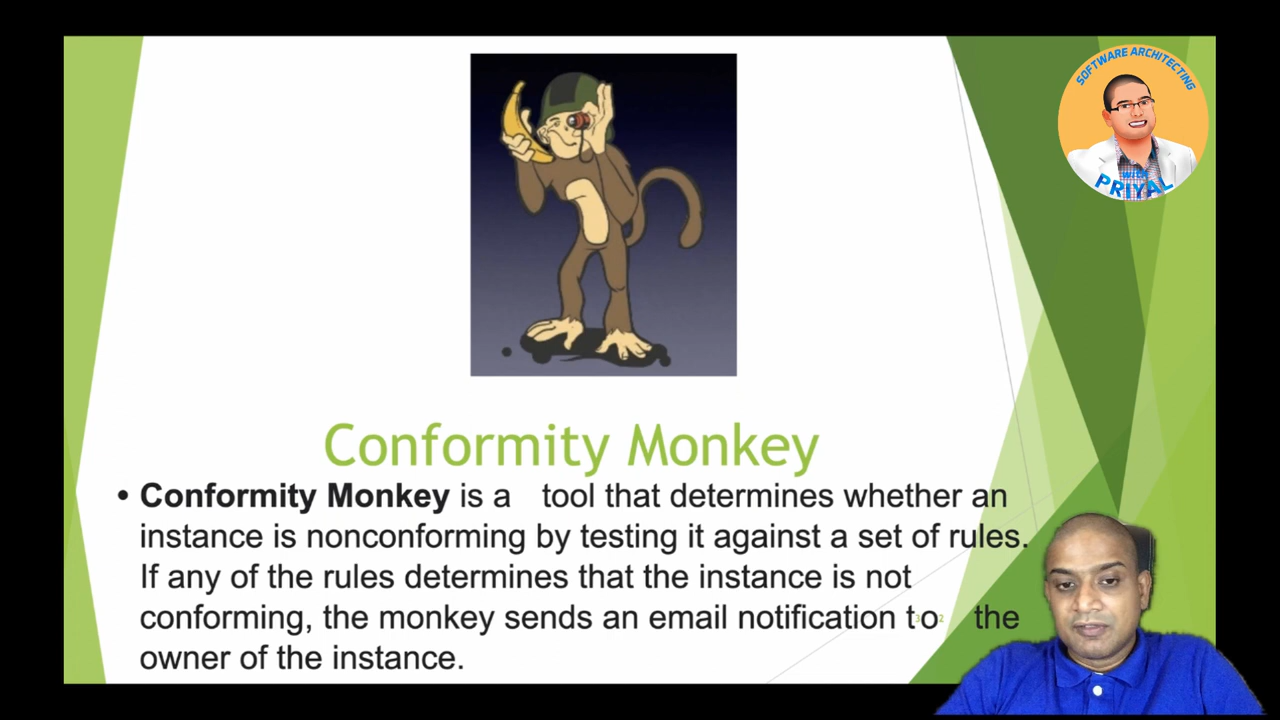 SOFTWARE ARCHITECTING
WITH
PRIYAL
Conformity Monkey
• Conformity Monkey is a tool that determines whether an
instance is nonconforming by testing it against a set of rules.
If any of the rules determines that the instance is not
conforming, the monkey sends an email notification to the
owner of the instance.